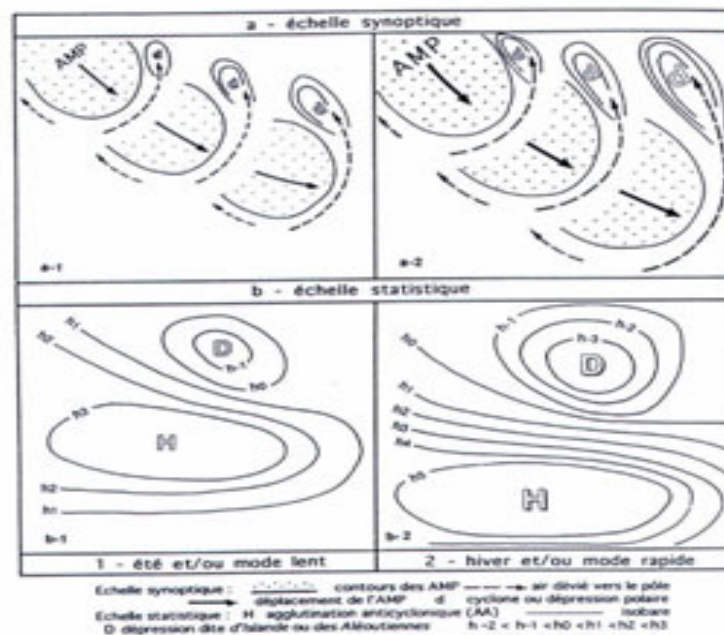 a - échelle synoptique
AMP
d
d
d
a-1
AMP
d
d
d
a-2
b - échelle statistique
h1
h2
D
h-1
h0
h3
H
h2
h1
b-1
h-1
h-2
h-3
D
h0
h1
h2
h3
h4
h5
H
b-2
1 - été et/ou mode lent
2 - hiver et/ou mode rapide
Echelle synoptique : contours des AMP air dévié vers le pôle
déplacement de l'AMP d cyclone ou dépression polaire
Echelle statistique : H agglutination anticyclonique (AA) isobare
D dépression dite d'Islande ou des Aléoutiennes h-2 < h-1 < h0 < h1 < h2 < h3